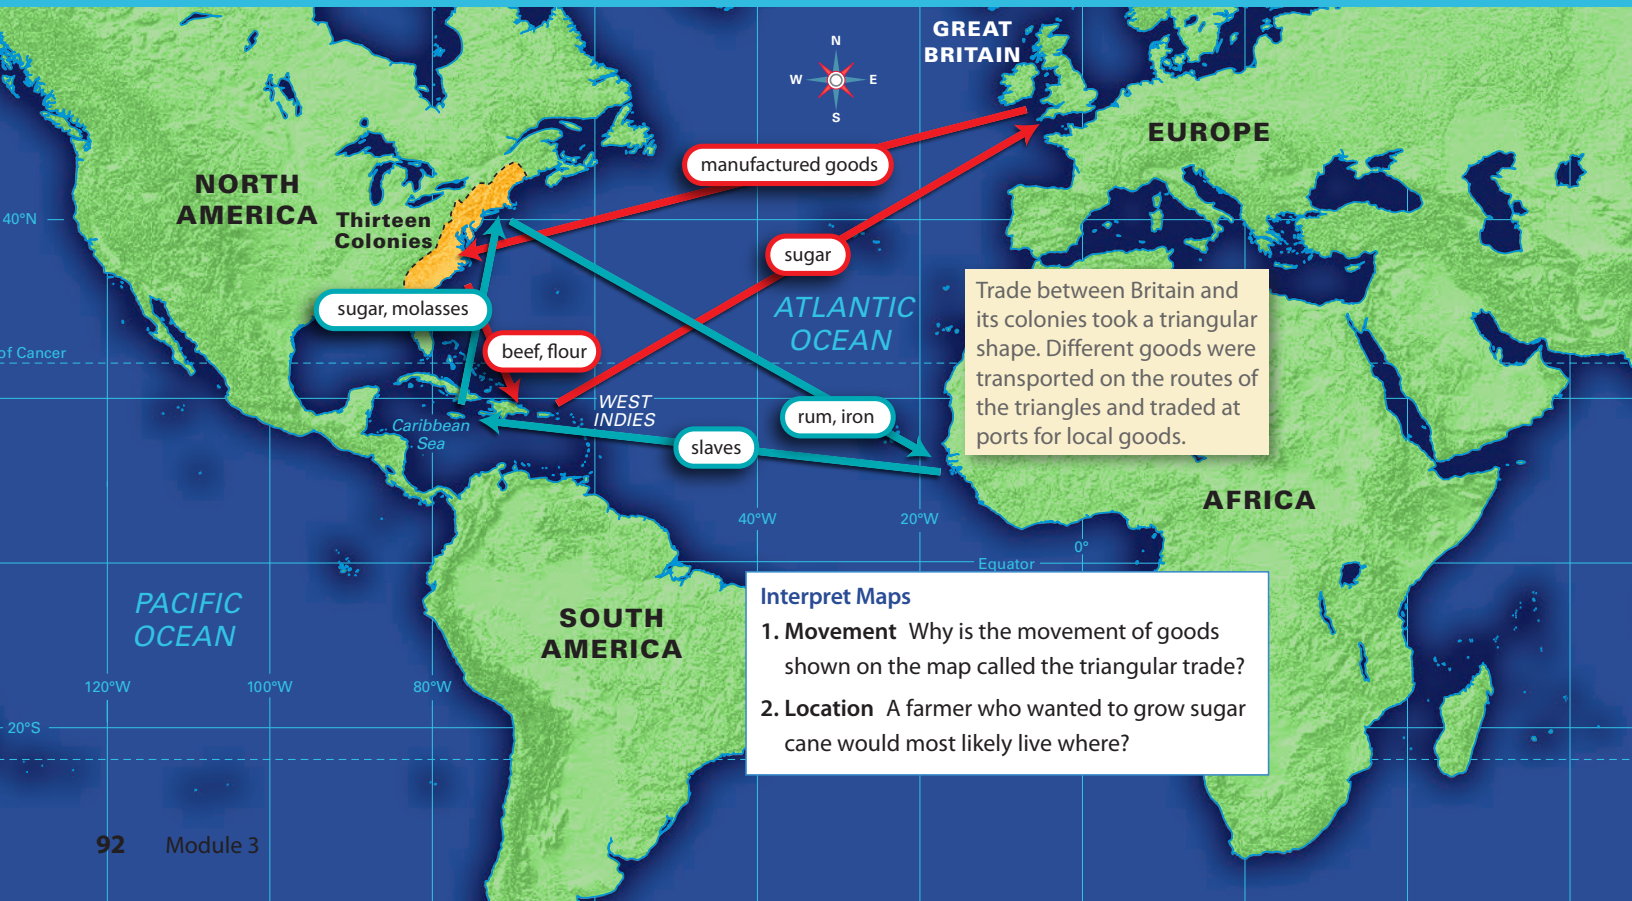 GREAT
BRITAIN
N
W
E
S
EUROPE
manufactured goods
NORTH
AMERICA
Thirteen
Colonies
40°N
sugar
sugar, molasses
ATLANTIC
OCEAN
Trade between Britain and
its colonies took a triangular
shape. Different goods were
transported on the routes of
the triangles and traded at
ports for local goods.
beef, flour
of Cancer
WEST
INDIES
Caribbean
Sea
rum, iron
slaves
AFRICA
40°W
20°W
0°
Equator
PACIFIC
OCEAN
SOUTH
AMERICA
120°W
100°W
80°W
20°S
Interpret Maps
1. Movement Why is the movement of goods
shown on the map called the triangular trade?
2. Location A farmer who wanted to grow sugar
cane would most likely live where?
92 Module 3